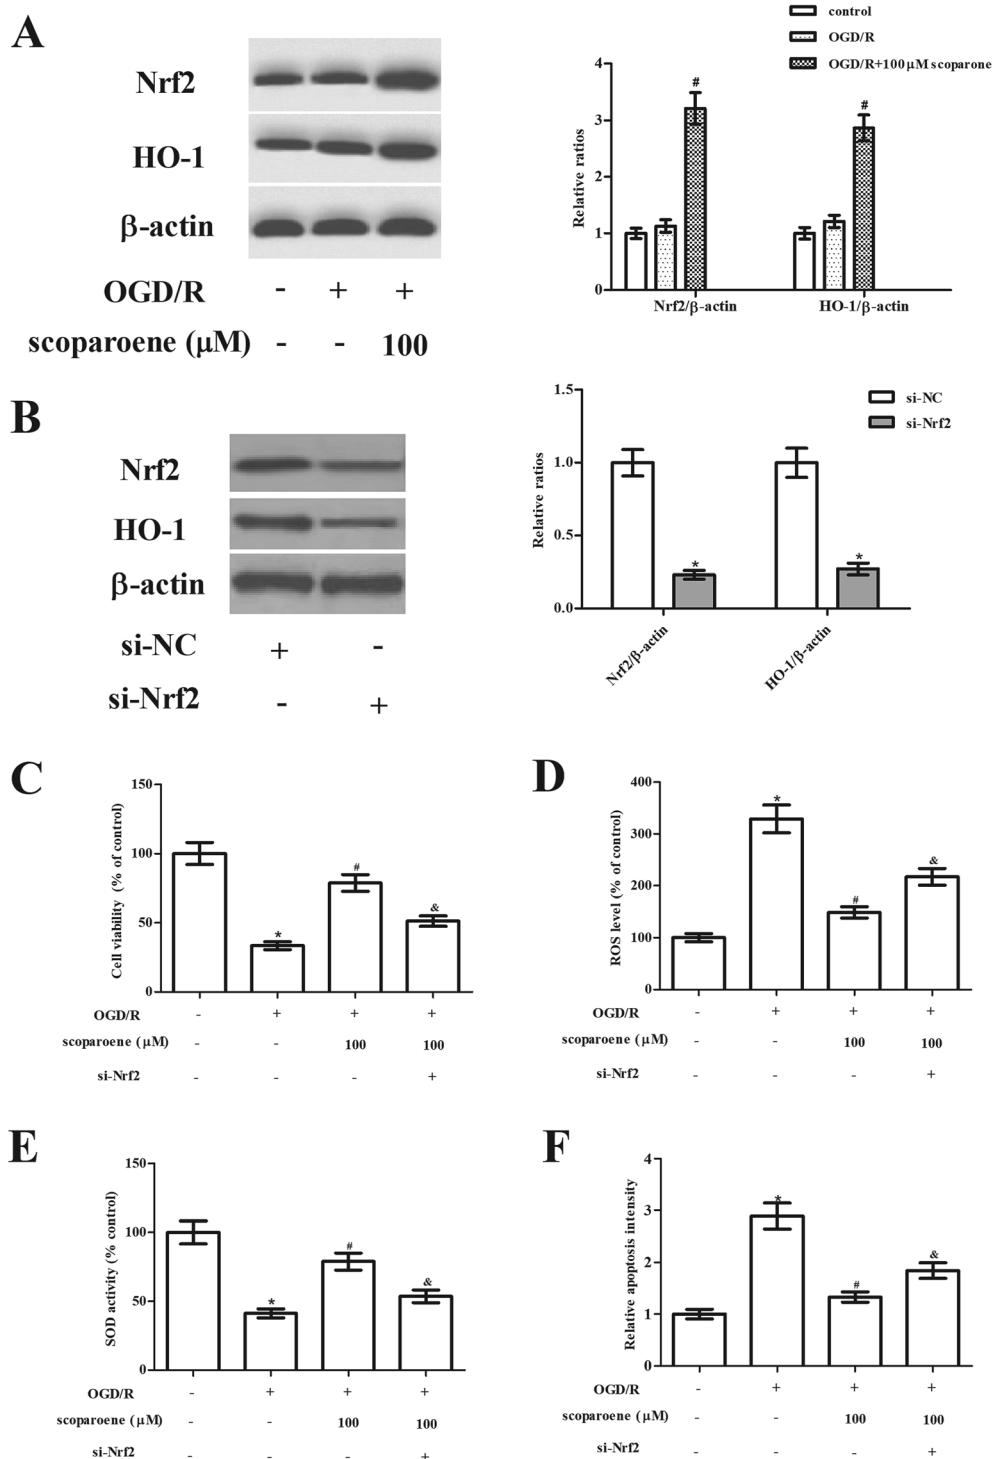 A
Nrf2
HO-1
β-actin
OGD/R - + +
scoparoene (μM) - - 100
control
OGD/R
OGD/R+100μM scoparone
Relative ratios
4
3
2
1
0
#
#
Nrf2/β-actin HO-1/β-actin
B
Nrf2
HO-1
β-actin
si-NC + -
si-Nrf2 - +
si-NC
si-Nrf2
Relative ratios
1.5
1.0
0.5
0.0
*
*
Nrf2/β-actin
HO-1/β-actin
C
Cell viability (% of control)
150
100
50
0
*
#
&
OGD/R - + + +
scoparoene (μM) - - 100 100
si-Nrf2 - - - +
D
ROS level (% of control)
400
300
200
100
0
*
#
&
OGD/R - + + +
scoparoene (μM) - - 100 100
si-Nrf2 - - - +
E
SOD activity (% control)
150
100
50
0
*
#
&
OGD/R - + + +
scoparoene (μM) - - 100 100
si-Nrf2 - - - +
F
Relative apoptosis intensity
4
3
2
1
0
*
#
&
OGD/R - + + +
scoparoene (μM) - - 100 100
si-Nrf2 - - - +